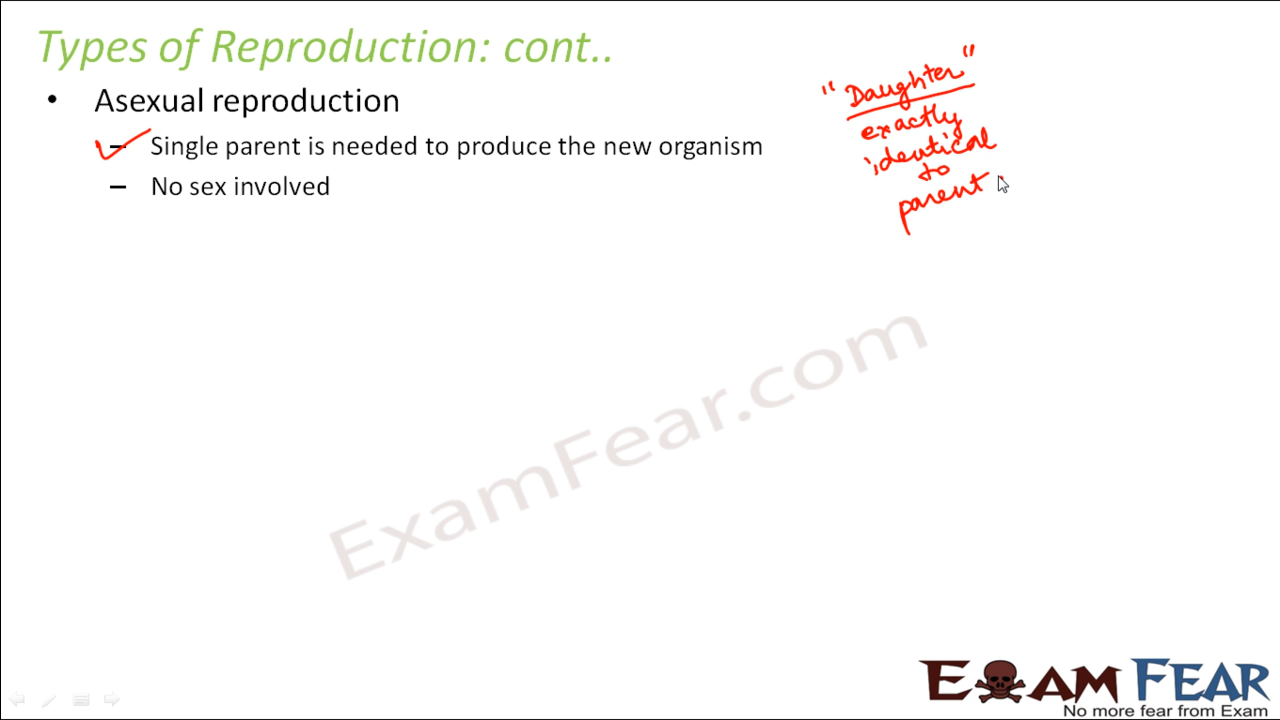 Types of Reproduction: cont..
• Asexual reproduction
– Single parent is needed to produce the new organism
– No sex involved
"Daughter"
exactly
identical
to
parent
ExamFear.com
EXAM FEAR
No more fear from Exam